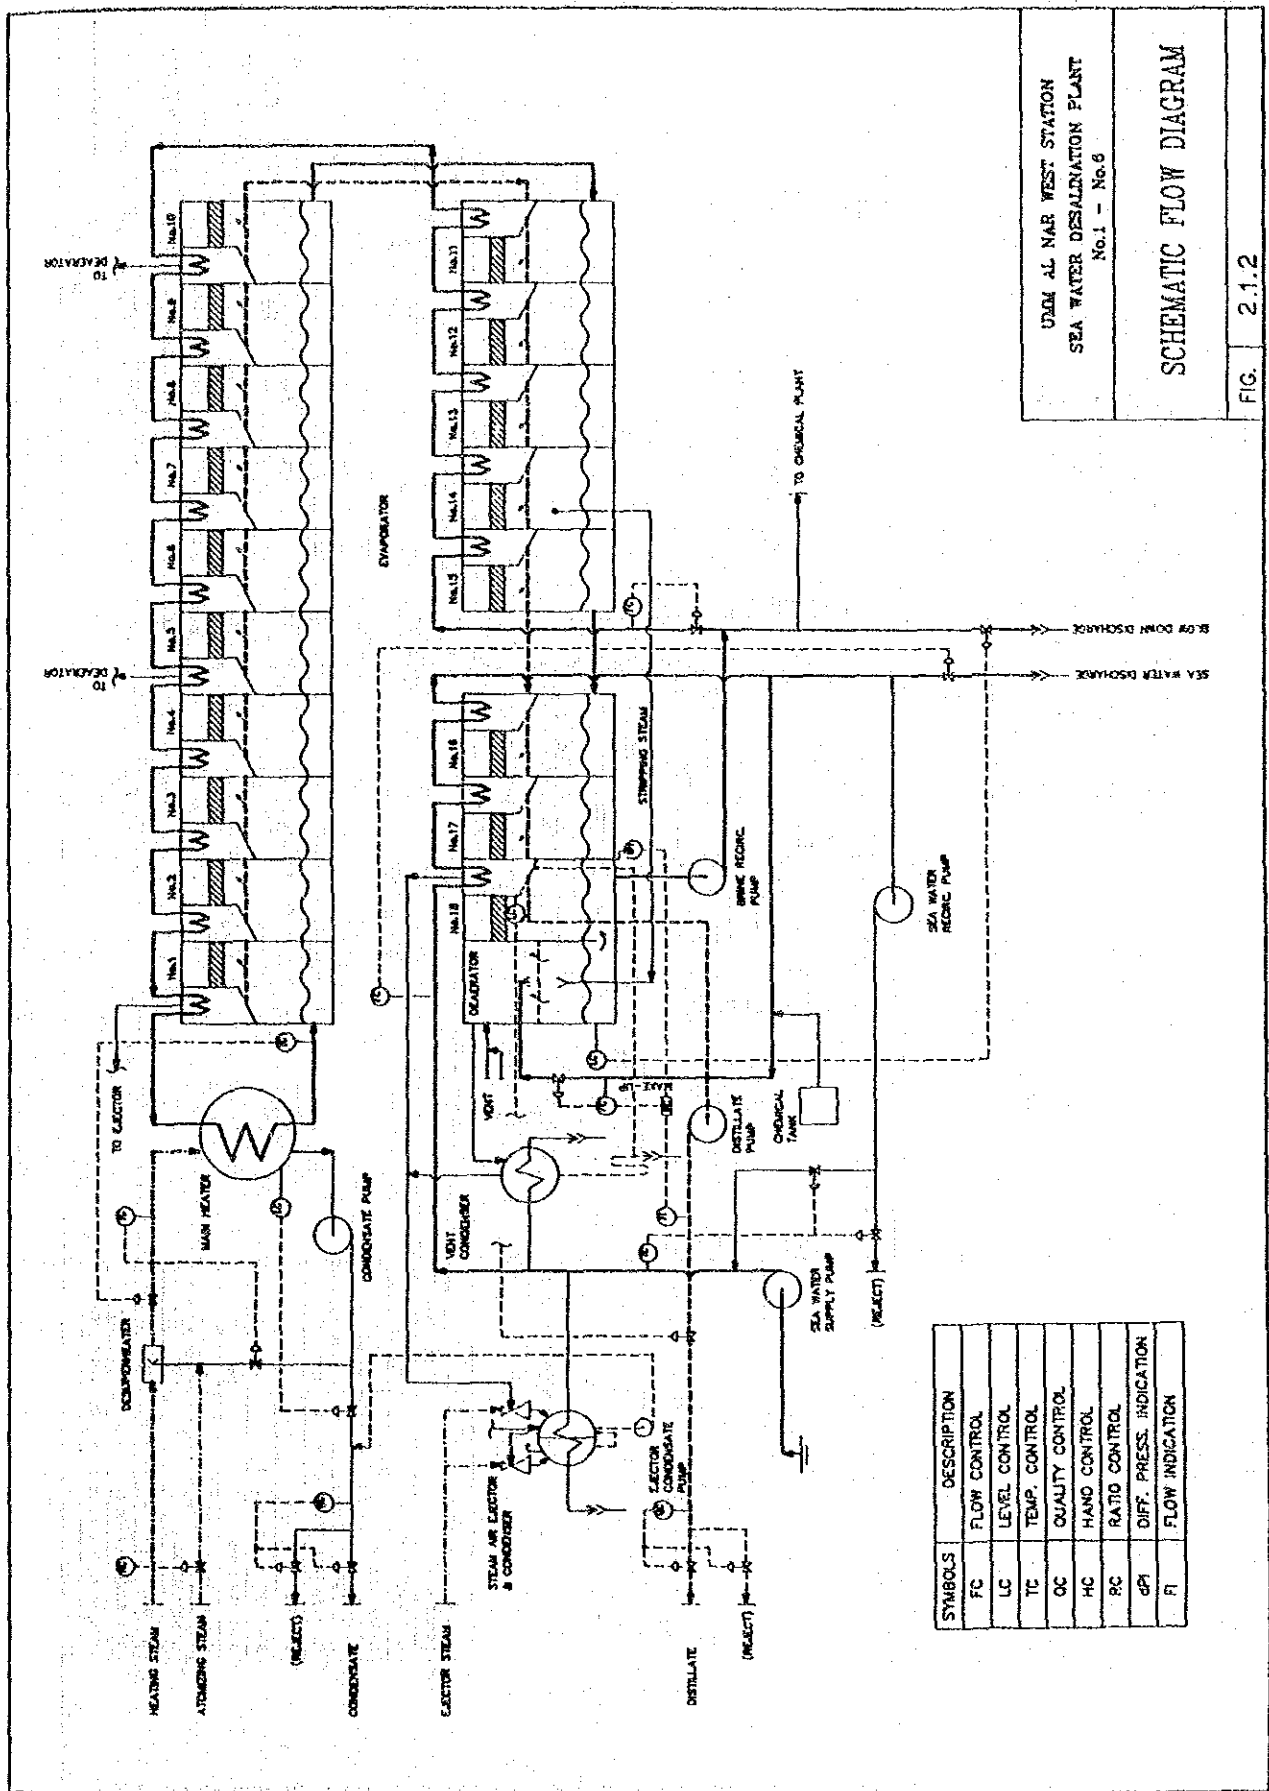 UMM AL NAR WEST STATION
SEA WATER DESALINATION PLANT
No.1 - No.6
SCHEMATIC FLOW DIAGRAM
FIG. 2.1.2
TO DEAERATOR
TO DEAERATOR
TO EJECTOR
No.1
No.2
No.3
No.4
No.5
No.6
No.7
No.8
No.9
No.10
EVAPORATOR
No.11
No.12
No.13
No.14
No.15
No.16
No.17
No.18
DEAERATOR
STRIPPING STEAM
TO CHEMICAL PLANT
BLOW DOWN DISCHARGE
SEA WATER DISCHARGE
BRINE RECIRC.
PUMP
SEA WATER
RECIRC. PUMP
MAIN HEATER
CONDENSATE PUMP
DESUPERHEATER
VENT
VENT
CONDENSER
MAKE-UP
DISTILLATE
PUMP
CHEMICAL
TANK
SEA WATER
SUPPLY PUMP
(REJECT)
STEAM AIR EJECTOR
& CONDENSER
EJECTOR
CONDENSATE
PUMP
HEATING STEAM
ATOMIZING STEAM
(REJECT)
CONDENSATE
EJECTOR STEAM
DISTILLATE
(REJECT)
SYMBOLS DESCRIPTION
FC FLOW CONTROL
LC LEVEL CONTROL
TC TEMP. CONTROL
QC QUALITY CONTROL
HC HAND CONTROL
RC RATIO CONTROL
dPI DIFF. PRESS. INDICATION
FI FLOW INDICATION